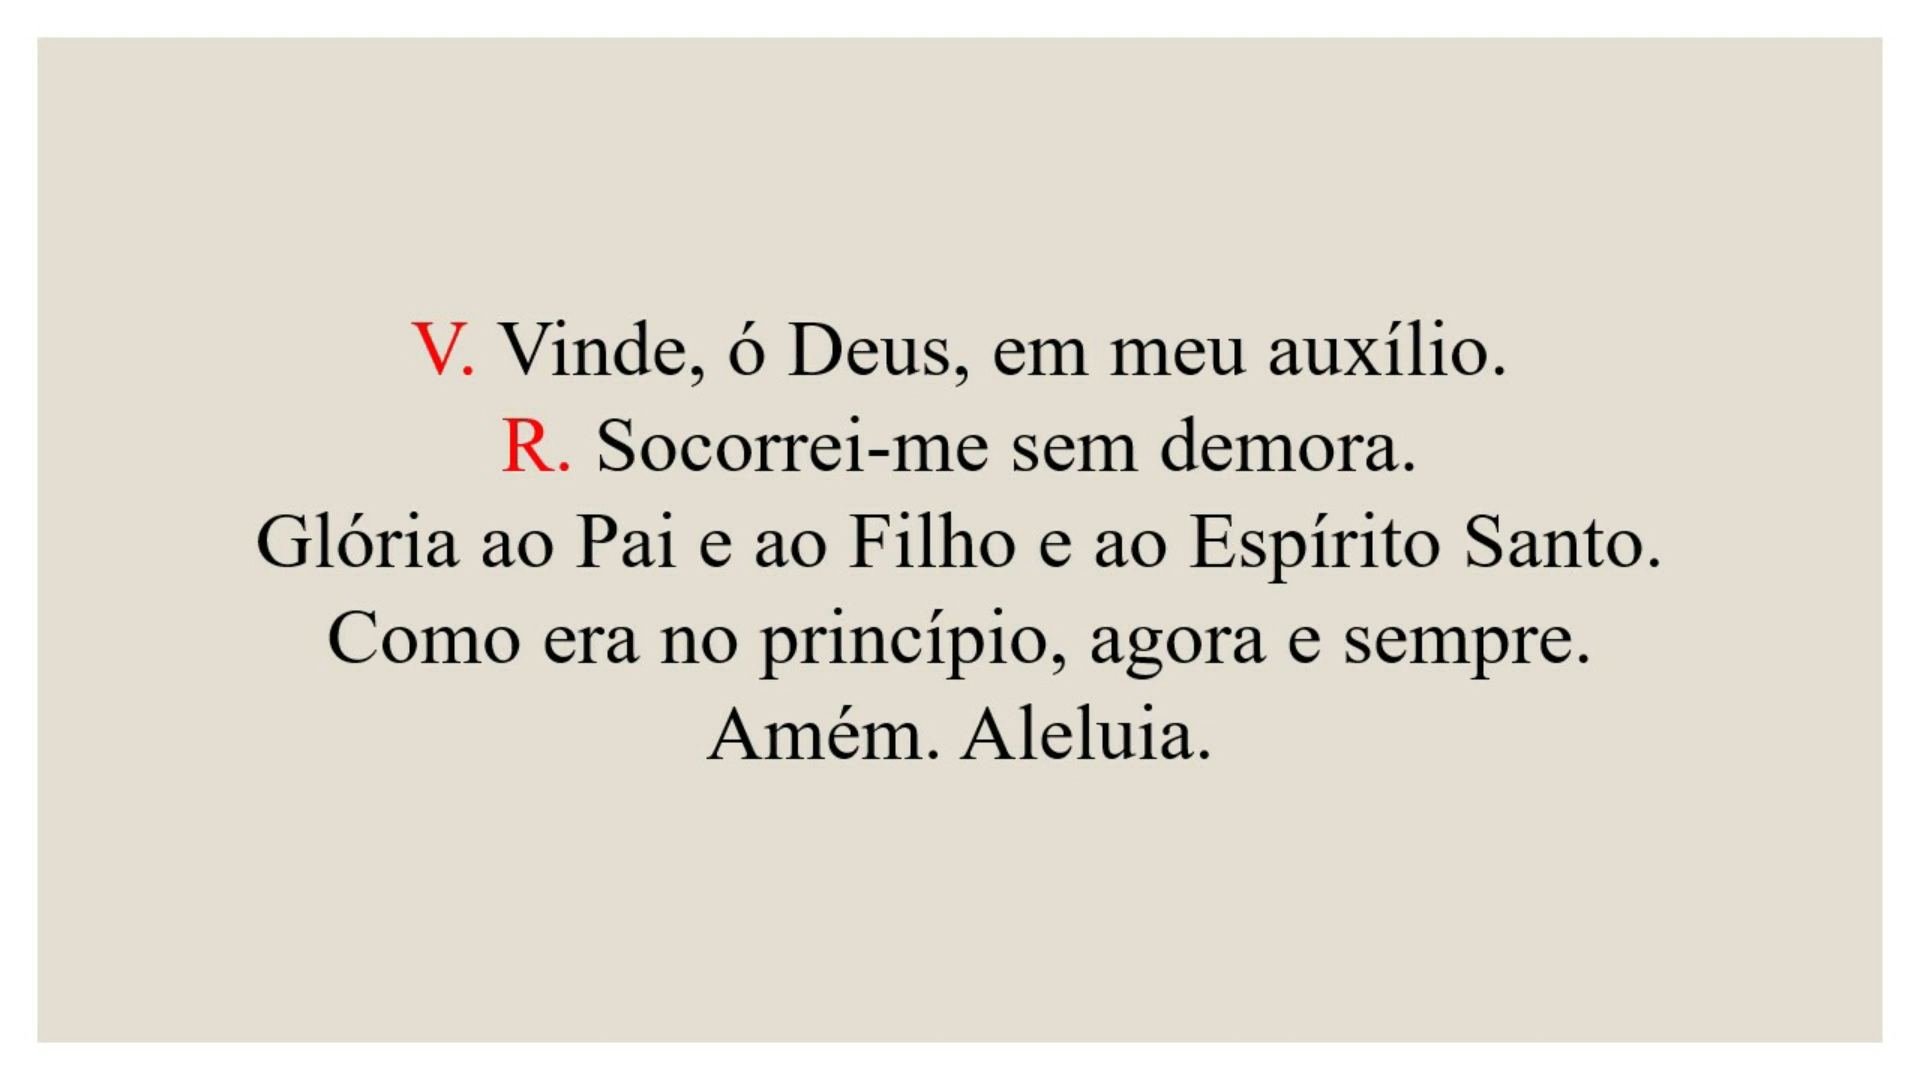 V. Vinde, ó Deus, em meu auxílio.
R. Socorrei-me sem demora.
Glória ao Pai e ao Filho e ao Espírito Santo.
Como era no princípio, agora e sempre.
Amém. Aleluia.